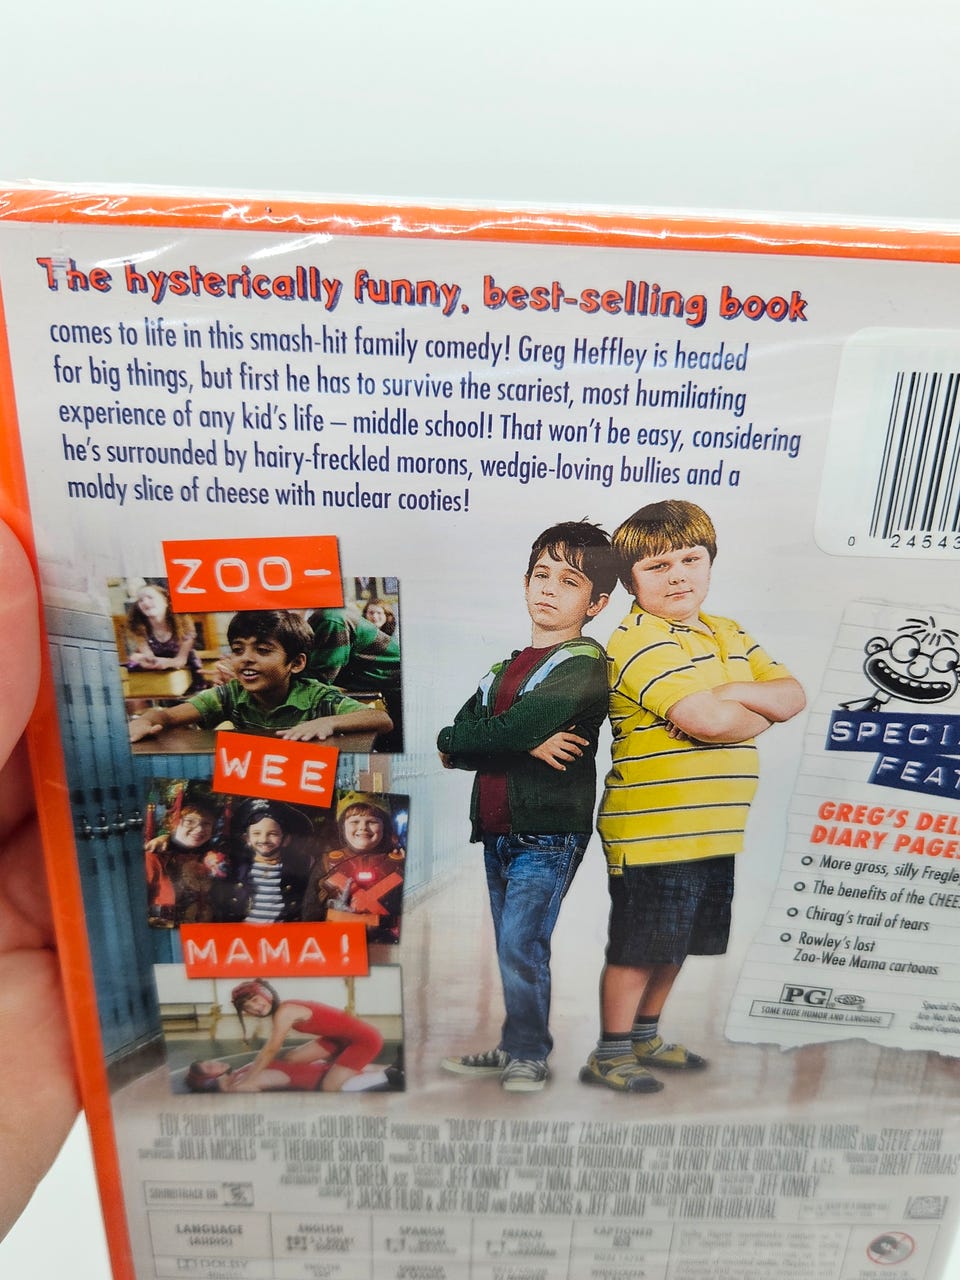 The hysterically funny, best-selling book
comes to life in this smash-hit family comedy! Greg Heffley is headed
for big things, but first he has to survive the scariest, most humiliating
experience of any kid's life – middle school! That won't be easy, considering
he's surrounded by hairy-freckled morons, wedgie-loving bullies and a
moldy slice of cheese with nuclear cooties!
ZOO-
WEE
MAMA!
0 24543
SPECI
FEAT
GREG'S DEL
DIARY PAGE
More gross, silly Fregle
The benefits of the CHEE
Chirag's trail of tears
Rowley's lost
Zoo-Wee Mama cartoons
PG
SOME RUDE HUMOR AND LANGUAGE
FOX 2000 PICTURES PRESENTS A COLOR FORCE PRODUCTION "DIARY OF A WIMPY KID" ZACHARY GORDON ROBERT CAPRON RACHAEL HARRIS AND STEVE ZAHN
JULIA MICHELS THEODORE SHAPIRO ETHAN SMITH MONIQUE PRUDHOMME WENDY GREENE BRICMONT, A.C.E. BRENT THOMAS
JACK GREEN JEFF KINNEY NINA JACOBSON BRAD SIMPSON JEFF KINNEY
JACKIE FILGO & JEFF FILGO AND GABE SACHS & JEFF JUDAH THOR FREUDENTHAL
SOUNDTRACK ON
LANGUAGE ENGLISH SPANISH FRENCH CAPTIONED
(AUDIO)
DOLBY